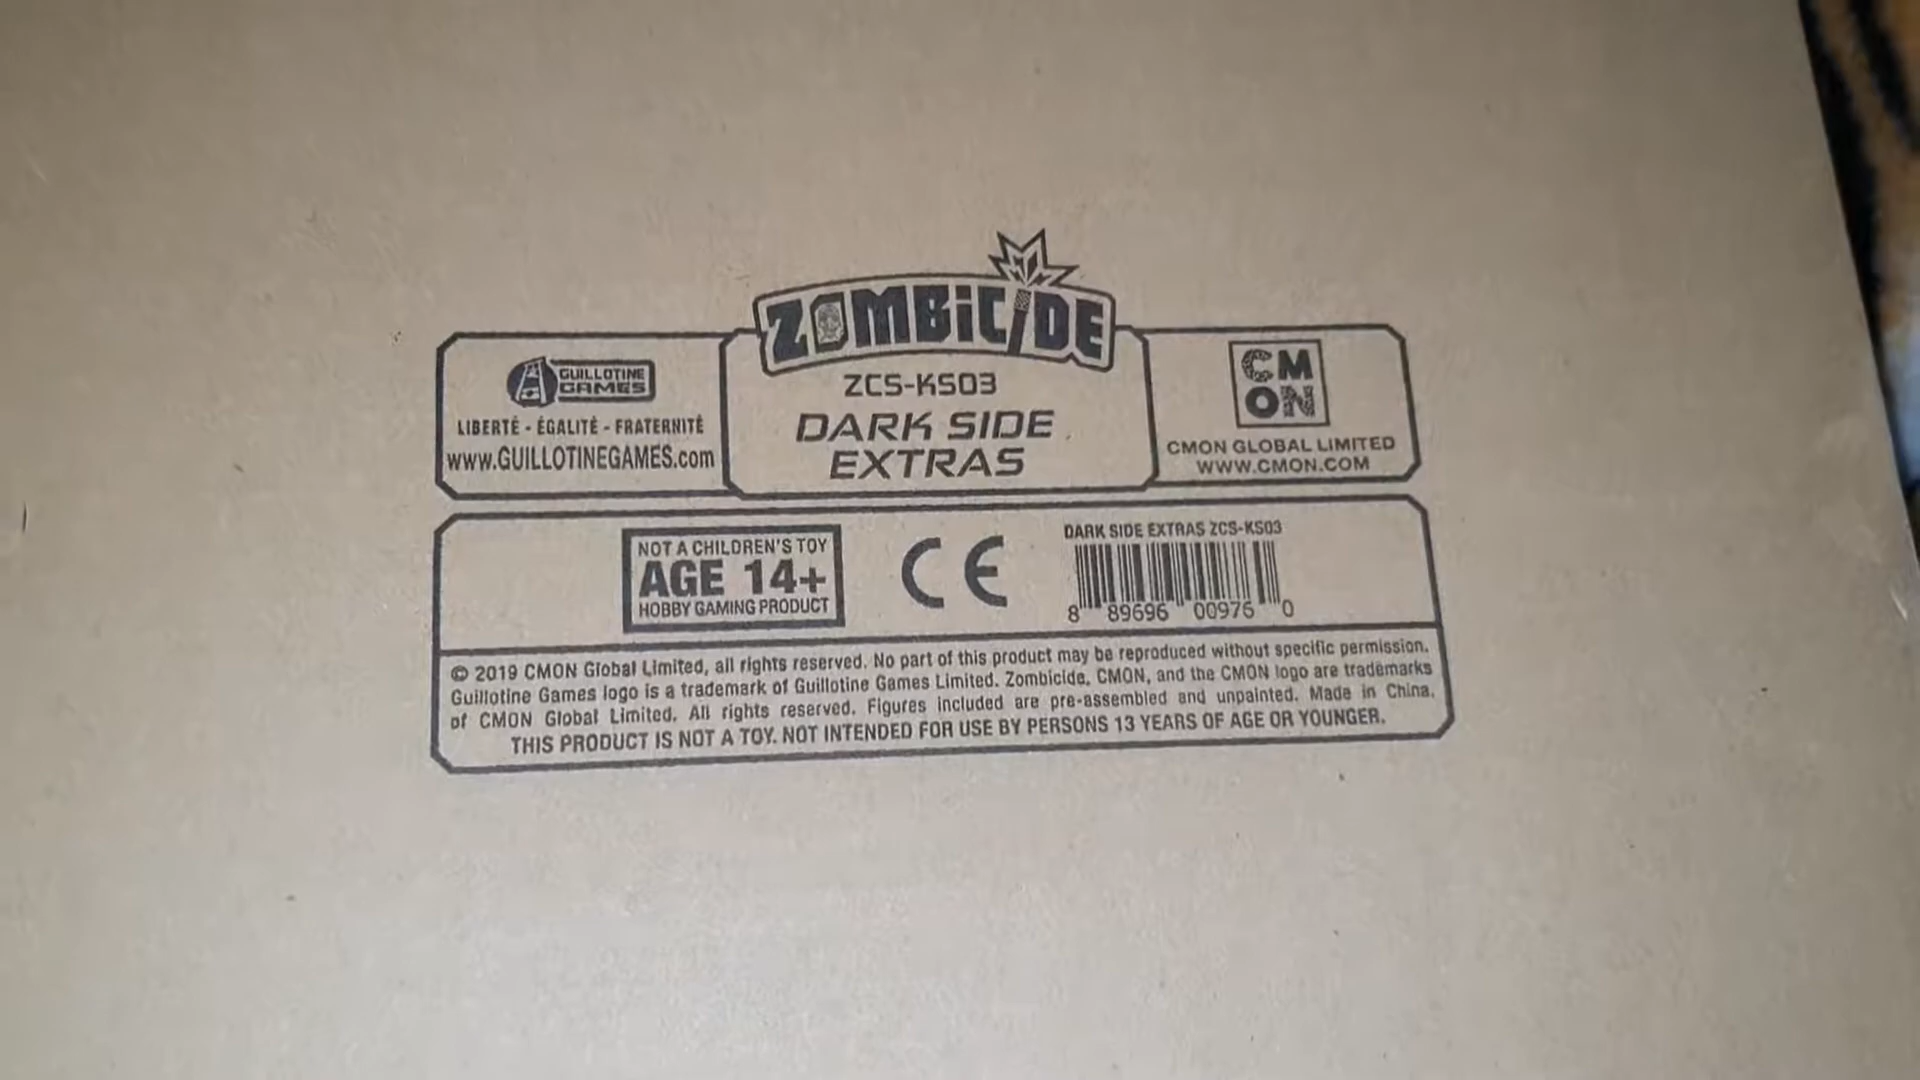 ZOMBICIDE
GUILLOTINE
GAMES
LIBERTÉ - ÉGALITÉ - FRATERNITÉ
www.GUILLOTINEGAMES.com
ZCS-KS03
DARK SIDE
EXTRAS
CM
ON
CMON GLOBAL LIMITED
WWW.CMON.COM
NOT A CHILDREN'S TOY
AGE 14+
HOBBY GAMING PRODUCT
CE
DARK SIDE EXTRAS ZCS-KS03
8 89696 00976 0
© 2019 CMON Global Limited, all rights reserved. No part of this product may be reproduced without specific permission.
Guillotine Games logo is a trademark of Guillotine Games Limited. Zombicide, CMON, and the CMON logo are trademarks
of CMON Global Limited. All rights reserved. Figures included are pre-assembled and unpainted. Made in China.
THIS PRODUCT IS NOT A TOY. NOT INTENDED FOR USE BY PERSONS 13 YEARS OF AGE OR YOUNGER.